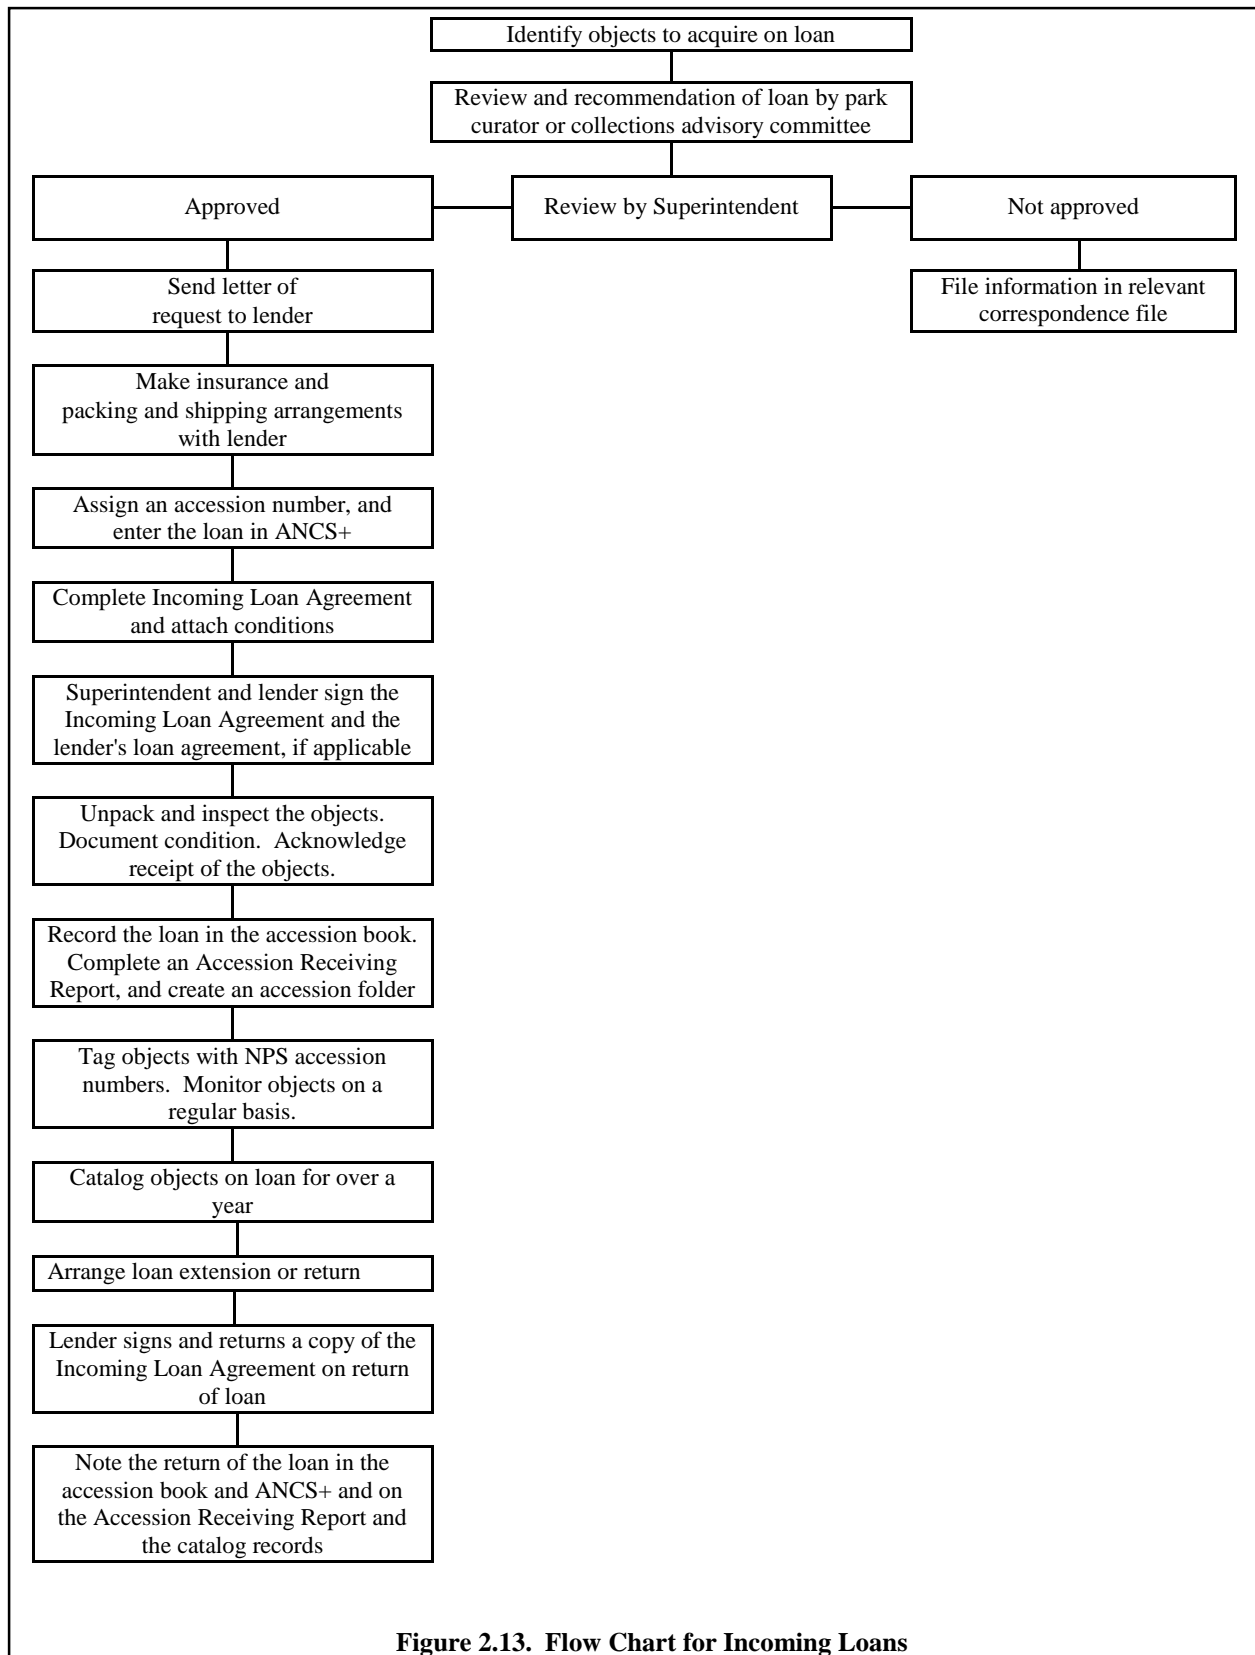 Identify objects to acquire on loan
Review and recommendation of loan by park
curator or collections advisory committee
Approved
Review by Superintendent
Not approved
Send letter of
request to lender
File information in relevant
correspondence file
Make insurance and
packing and shipping arrangements
with lender
Assign an accession number, and
enter the loan in ANCS+
Complete Incoming Loan Agreement
and attach conditions
Superintendent and lender sign the
Incoming Loan Agreement and the
lender's loan agreement, if applicable
Unpack and inspect the objects.
Document condition.  Acknowledge
receipt of the objects.
Record the loan in the accession book.
Complete an Accession Receiving
Report, and create an accession folder
Tag objects with NPS accession
numbers.  Monitor objects on a
regular basis.
Catalog objects on loan for over a
year
Arrange loan extension or return
Lender signs and returns a copy of the
Incoming Loan Agreement on return
of loan
Note the return of the loan in the
accession book and ANCS+ and on
the Accession Receiving Report and
the catalog records
Figure 2.13.  Flow Chart for Incoming Loans